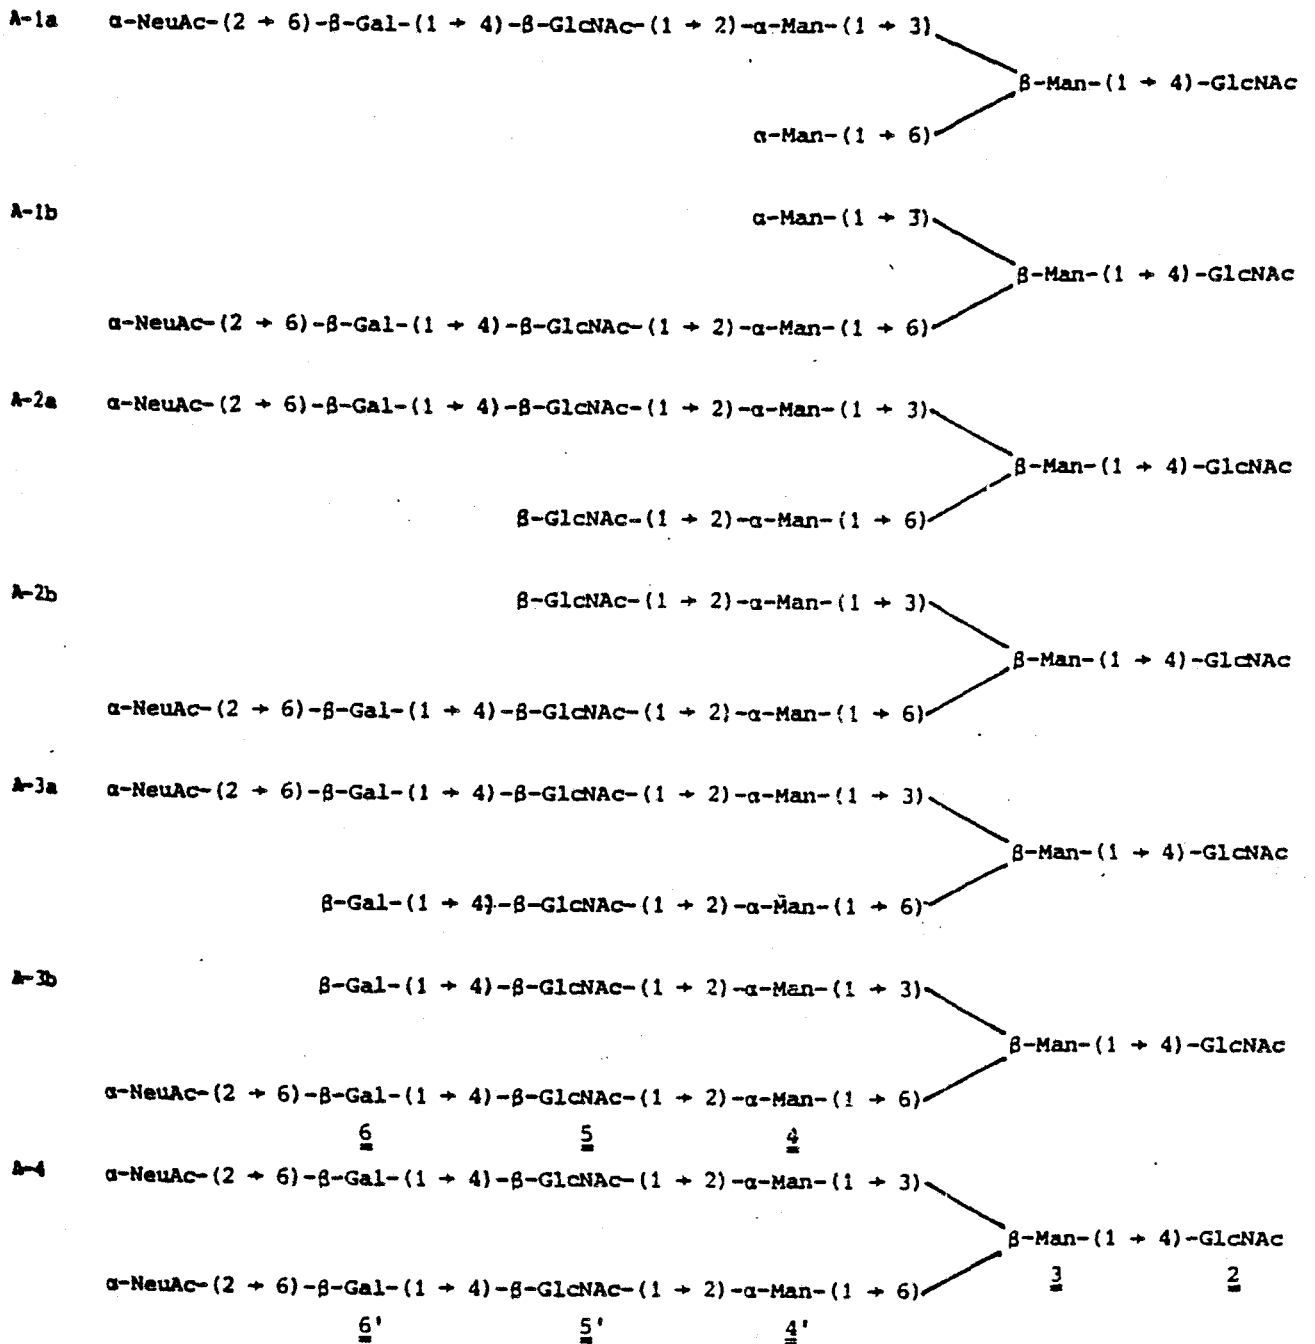 A-1a α-NeuAc-(2 → 6)-β-Gal-(1 → 4)-β-GlcNAc-(1 → 2)-α-Man-(1 → 3)
β-Man-(1 → 4)-GlcNAc
α-Man-(1 → 6)
A-1b α-Man-(1 → 3)
β-Man-(1 → 4)-GlcNAc
α-NeuAc-(2 → 6)-β-Gal-(1 → 4)-β-GlcNAc-(1 → 2)-α-Man-(1 → 6)
A-2a α-NeuAc-(2 → 6)-β-Gal-(1 → 4)-β-GlcNAc-(1 → 2)-α-Man-(1 → 3)
β-Man-(1 → 4)-GlcNAc
β-GlcNAc-(1 → 2)-α-Man-(1 → 6)
A-2b β-GlcNAc-(1 → 2)-α-Man-(1 → 3)
β-Man-(1 → 4)-GlcNAc
α-NeuAc-(2 → 6)-β-Gal-(1 → 4)-β-GlcNAc-(1 → 2)-α-Man-(1 → 6)
A-3a α-NeuAc-(2 → 6)-β-Gal-(1 → 4)-β-GlcNAc-(1 → 2)-α-Man-(1 → 3)
β-Man-(1 → 4)-GlcNAc
β-Gal-(1 → 4)-β-GlcNAc-(1 → 2)-α-Man-(1 → 6)
A-3b β-Gal-(1 → 4)-β-GlcNAc-(1 → 2)-α-Man-(1 → 3)
β-Man-(1 → 4)-GlcNAc
α-NeuAc-(2 → 6)-β-Gal-(1 → 4)-β-GlcNAc-(1 → 2)-α-Man-(1 → 6)
6 5 4
A-4 α-NeuAc-(2 → 6)-β-Gal-(1 → 4)-β-GlcNAc-(1 → 2)-α-Man-(1 → 3)
β-Man-(1 → 4)-GlcNAc
3 2
α-NeuAc-(2 → 6)-β-Gal-(1 → 4)-β-GlcNAc-(1 → 2)-α-Man-(1 → 6)
6' 5' 4'